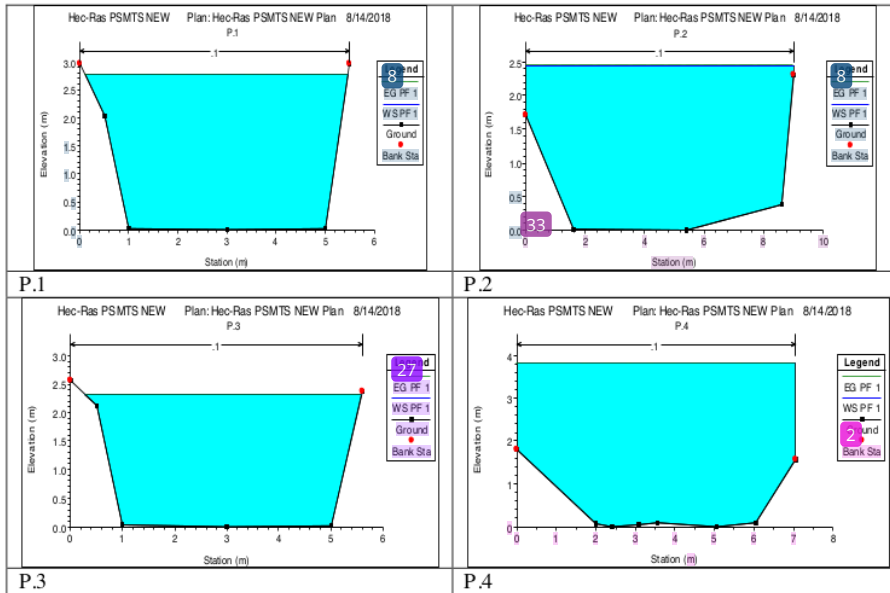 Hec-Ras PSMTS NEW Plan: Hec-Ras PSMTS NEW Plan 8/14/2018
P.1
.1
3.0
2.5
2.0
1.5
1.0
0.5
0.0
Elevation (m)
0 2 3 4 5 6
Station (m)
8
EG PF 1
WS PF 1
Ground
Bank Sta
Hec-Ras PSMTS NEW Plan: Hec-Ras PSMTS NEW Plan 8/14/2018
P.2
.1
2.5
2.0
1.5
1.0
0.5
0.0
Elevation (m)
33
0 2 4 6 8 10
Station (m)
8
EG PF 1
WS PF 1
Ground
Bank Sta
P.1
P.2
Hec-Ras PSMTS NEW Plan: Hec-Ras PSMTS NEW Plan 8/14/2018
P.3
.1
3.0
2.5
2.0
1.5
1.0
0.5
0.0
Elevation (m)
0 1 2 3 4 5 6
Station (m)
27
EG PF 1
WS PF 1
Ground
Bank Sta
Hec-Ras PSMTS NEW Plan: Hec-Ras PSMTS NEW Plan 8/14/2018
P.4
.1
4
3
2
1
0
Elevation (m)
0 1 2 3 4 5 6 7 8
Station (m)
Legend
EG PF 1
WS PF 1
2
Bank Sta
P.3
P.4